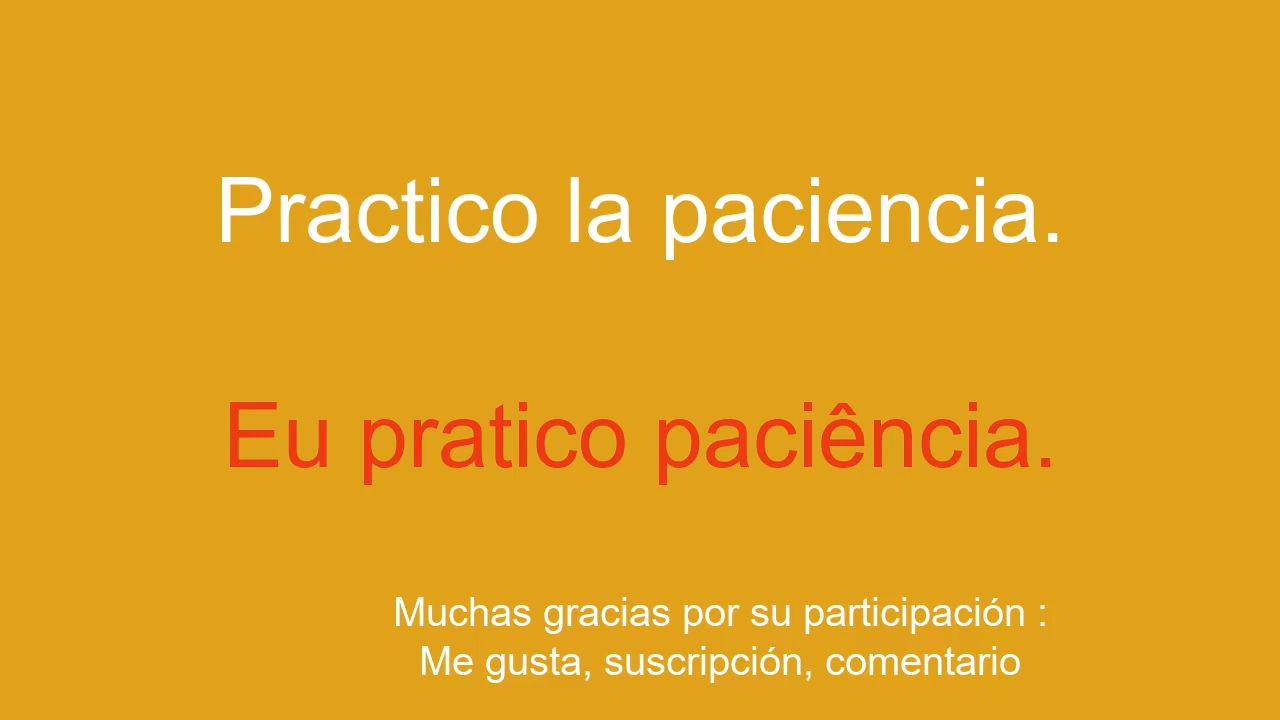 Practico la paciencia.
Eu pratico paciência.
Muchas gracias por su participación :
Me gusta, suscripción, comentario